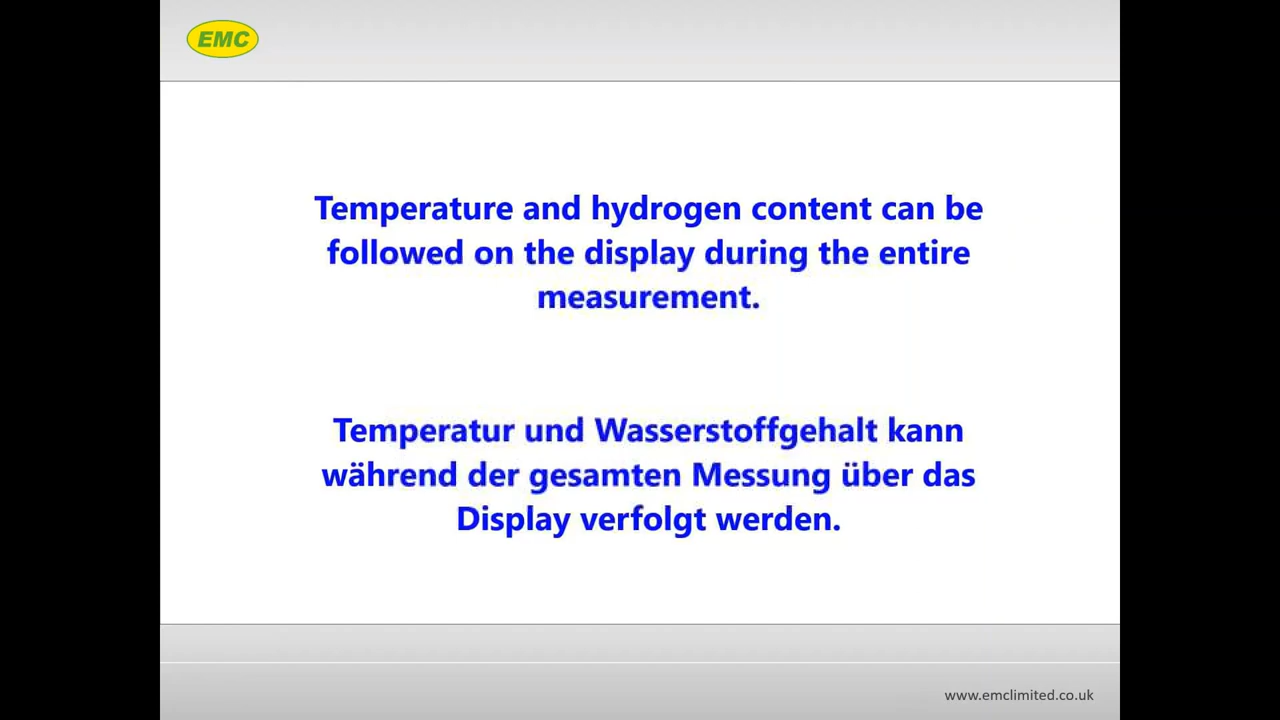 EMC
Temperature and hydrogen content can be
followed on the display during the entire
measurement.
Temperatur und Wasserstoffgehalt kann
während der gesamten Messung über das
Display verfolgt werden.
www.emclimited.co.uk